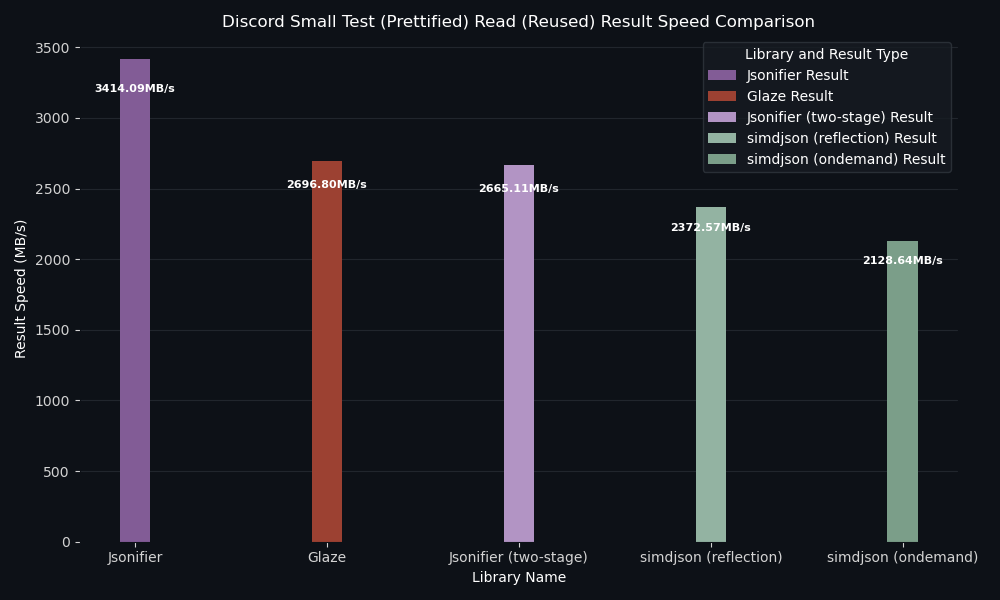 Discord Small Test (Prettified) Read (Reused) Result Speed Comparison
Library and Result Type
Jsonifier Result
Glaze Result
Jsonifier (two-stage) Result
simdjson (reflection) Result
simdjson (ondemand) Result
Result Speed (MB/s)
3500
3000
2500
2000
1500
1000
500
0
3414.09MB/s
2696.80MB/s
2665.11MB/s
2372.57MB/s
2128.64MB/s
Jsonifier
Glaze
Jsonifier (two-stage)
simdjson (reflection)
simdjson (ondemand)
Library Name